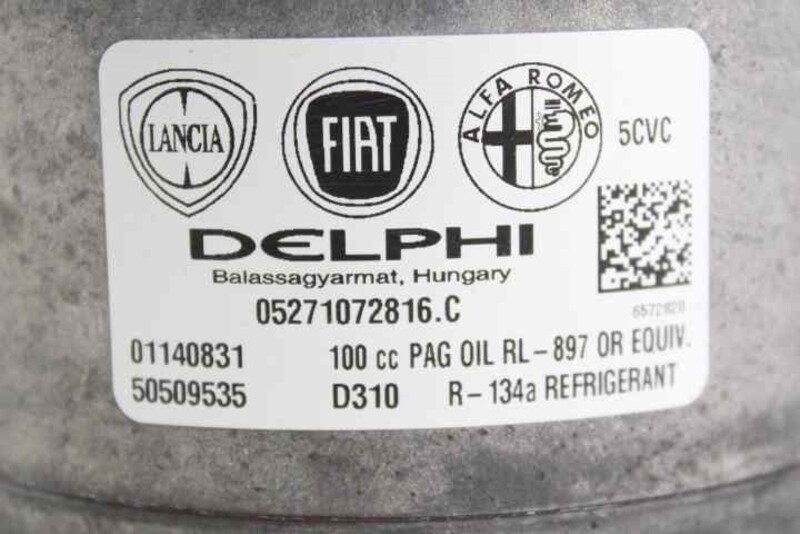 LANCIA
FIAT
ALFA ROMEO
5CVC
DELPHI
Balassagyarmat, Hungary
05271072816.C
6572828
01140831 100 cc PAG OIL RL-897 OR EQUIV.
50509535 D310 R-134a REFRIGERANT